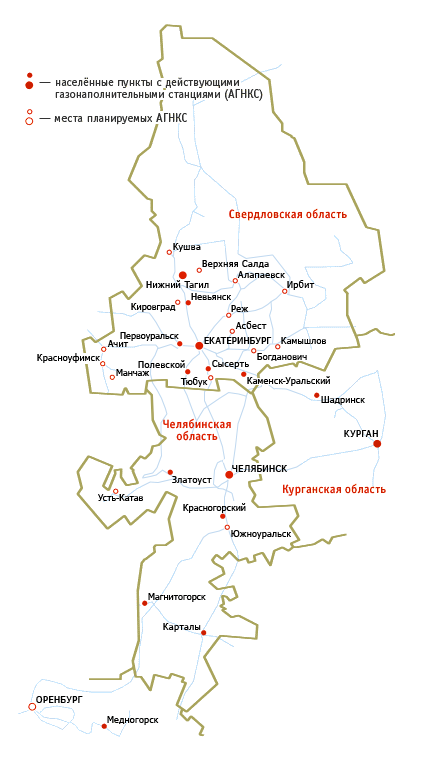 — населённые пункты с действующими
газонаполнительными станциями (АГНКС)
— места планируемых АГНКС
Свердловская область
Кушва
Верхняя Салда
Алапаевск
Нижний Тагил
Ирбит
Невьянск
Кировград
Реж
Асбест
Первоуральск
ЕКАТЕРИНБУРГ
Камышлов
Ачит
Богданович
Красноуфимск
Полевской
Сысерть
Манчаж
Тюбук
Каменск-Уральский
Шадринск
Челябинская
область
КУРГАН
ЧЕЛЯБИНСК
Златоуст
Курганская область
Усть-Катав
Красногорский
Южноуральск
Магнитогорск
Карталы
ОРЕНБУРГ
Медногорск